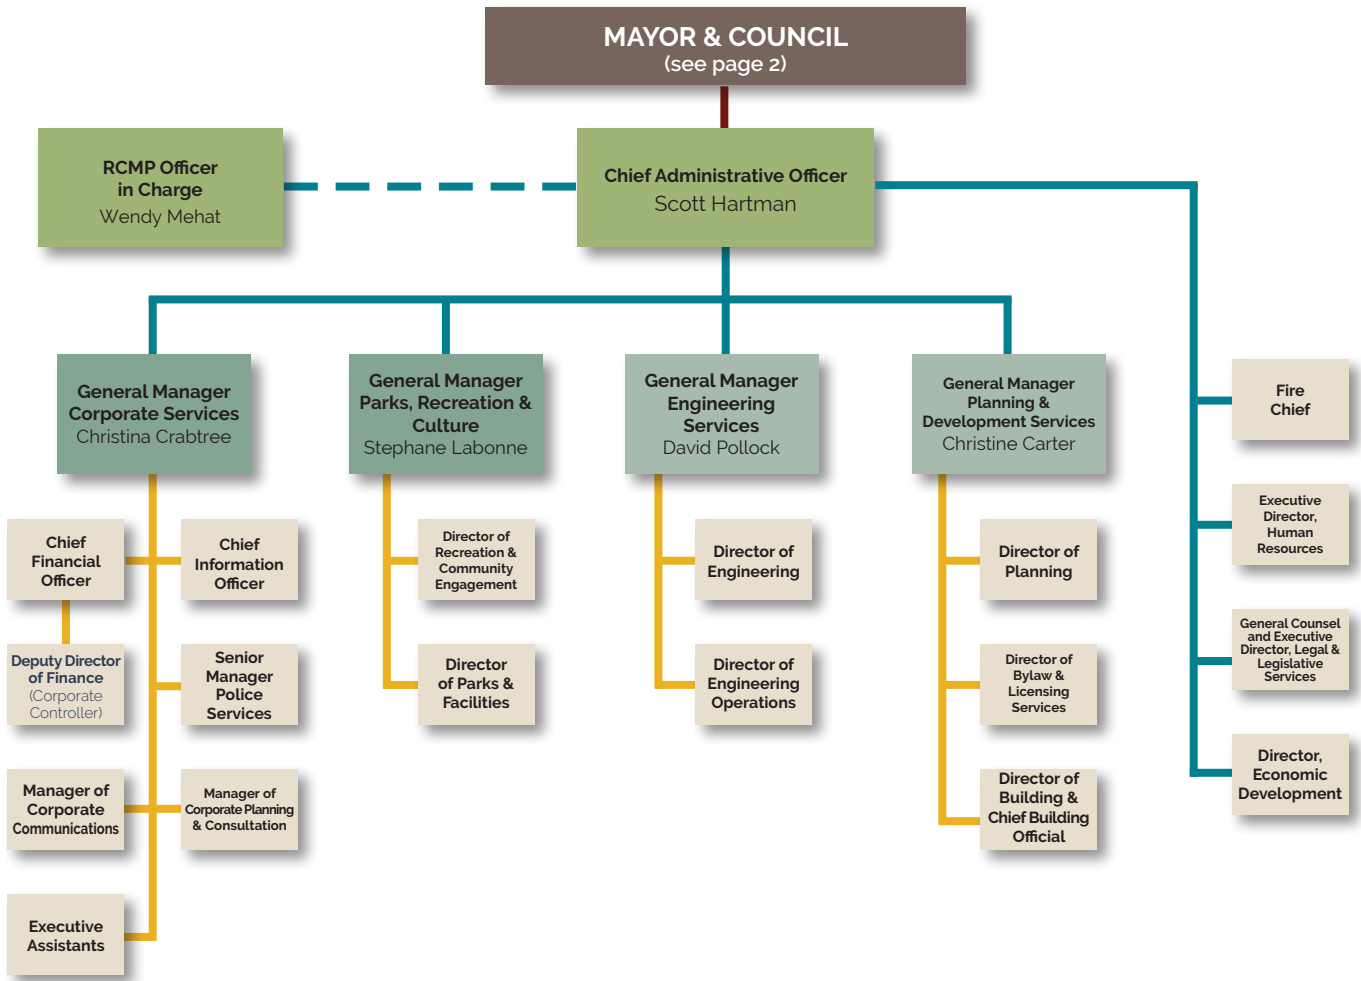 MAYOR & COUNCIL
(see page 2)
RCMP Officer
in Charge
Wendy Mehat
Chief Administrative Officer
Scott Hartman
General Manager
Corporate Services
Christina Crabtree
General Manager
Parks, Recreation &
Culture
Stephane Labonne
General Manager
Engineering
Services
David Pollock
General Manager
Planning &
Development Services
Christine Carter
Fire
Chief
Executive
Director,
Human
Resources
General Counsel
and Executive
Director, Legal &
Legislative
Services
Director,
Economic
Development
Chief
Financial
Officer
Chief
Information
Officer
Deputy Director
of Finance
(Corporate
Controller)
Senior
Manager
Police
Services
Manager of
Corporate
Communications
Manager of
Corporate Planning
& Consultation
Executive
Assistants
Director of
Recreation &
Community
Engagement
Director
of Parks &
Facilities
Director of
Engineering
Director of
Engineering
Operations
Director of
Planning
Director of
Bylaw &
Licensing
Services
Director of
Building &
Chief Building
Official